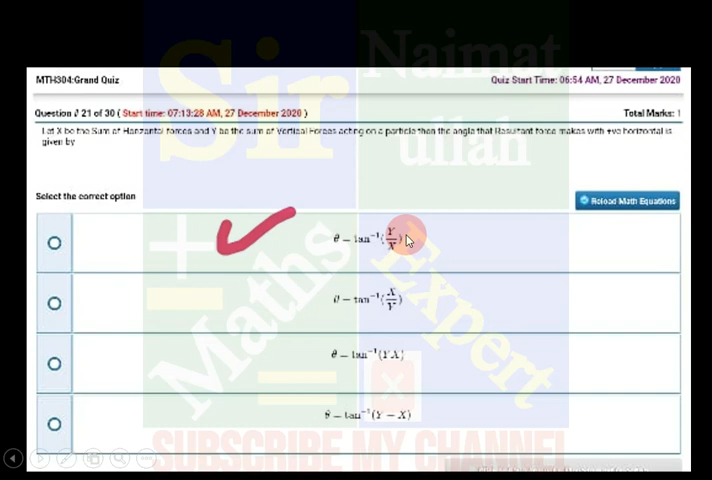 Naimat
Sir
ullah
MTH304:Grand Quiz
Quiz Start Time: 06:54 AM, 27 December 2020
Question # 21 of 30 ( Start time: 07:13:28 AM, 27 December 2020 )
Total Marks: 1
Let X be the Sum of Horizontal forces and Y be the sum of Vertical Forces acting on a particle then the angle that Resultant force makes with +ve horizontal is
given by
Select the correct option
Reload Math Equations
θ = tan⁻¹(Y/X)
θ = tan⁻¹(X/Y)
θ = tan⁻¹(YX)
θ = tan⁻¹(Y − X)
Maths Expert
SUBSCRIBE MY CHANNEL